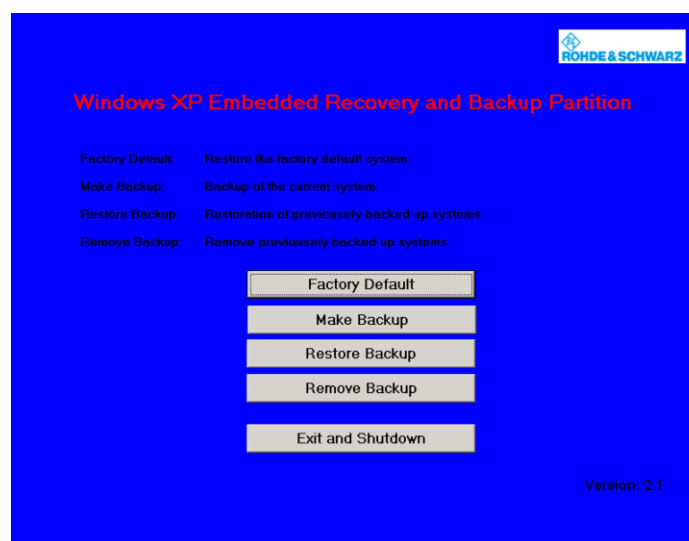 ROHDE & SCHWARZ
Windows XP Embedded Recovery and Backup Partition
Factory Default: Restore the factory default system.
Make Backup: Backup of the current system.
Restore Backup: Restoration of previousely backed up systems.
Remove Backup: Remove previousely backed up systems.
Factory Default
Make Backup
Restore Backup
Remove Backup
Exit and Shutdown
Version: 2.1